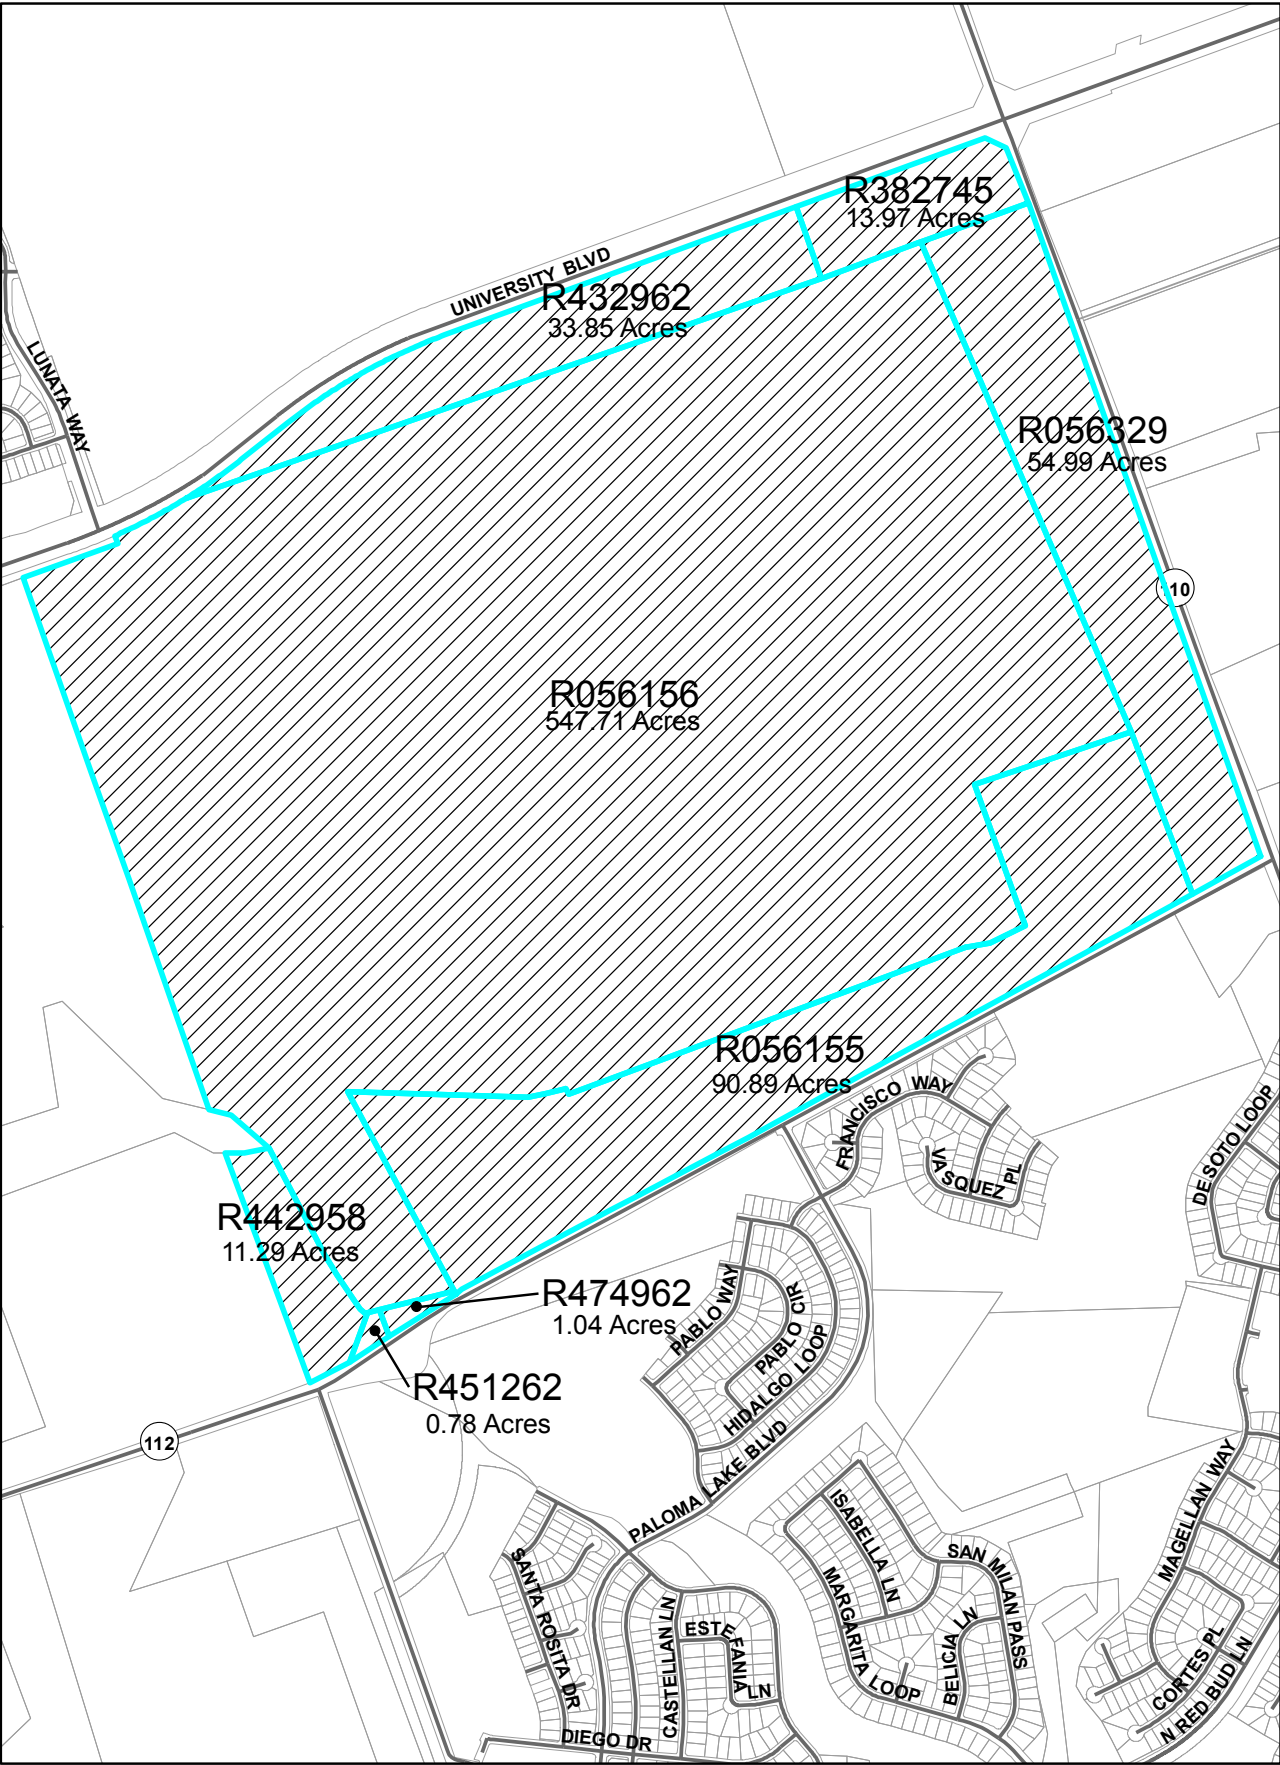 R382745
13.97 Acres
UNIVERSITY BLVD
R432962
33.85 Acres
LUNATA WAY
R056329
54.99 Acres
10
R056156
547.71 Acres
R056155
90.89 Acres
FRANCISCO WAY
VASQUEZ PL
DE SOTO LOOP
R442958
11.29 Acres
R474962
1.04 Acres
PABLO WAY
PABLO CIR
HIDALGO LOOP
R451262
0.78 Acres
112
PALOMA LAKE BLVD
ISABELLA LN
MAGELLAN WAY
SAN MILAN PASS
SANTA ROSITA DR
MARGARITA LOOP
CASTELLAN LN
ESTEFANIA LN
BELICIA LN
CORTES PL
N RED BUD LN
DIEGO DR